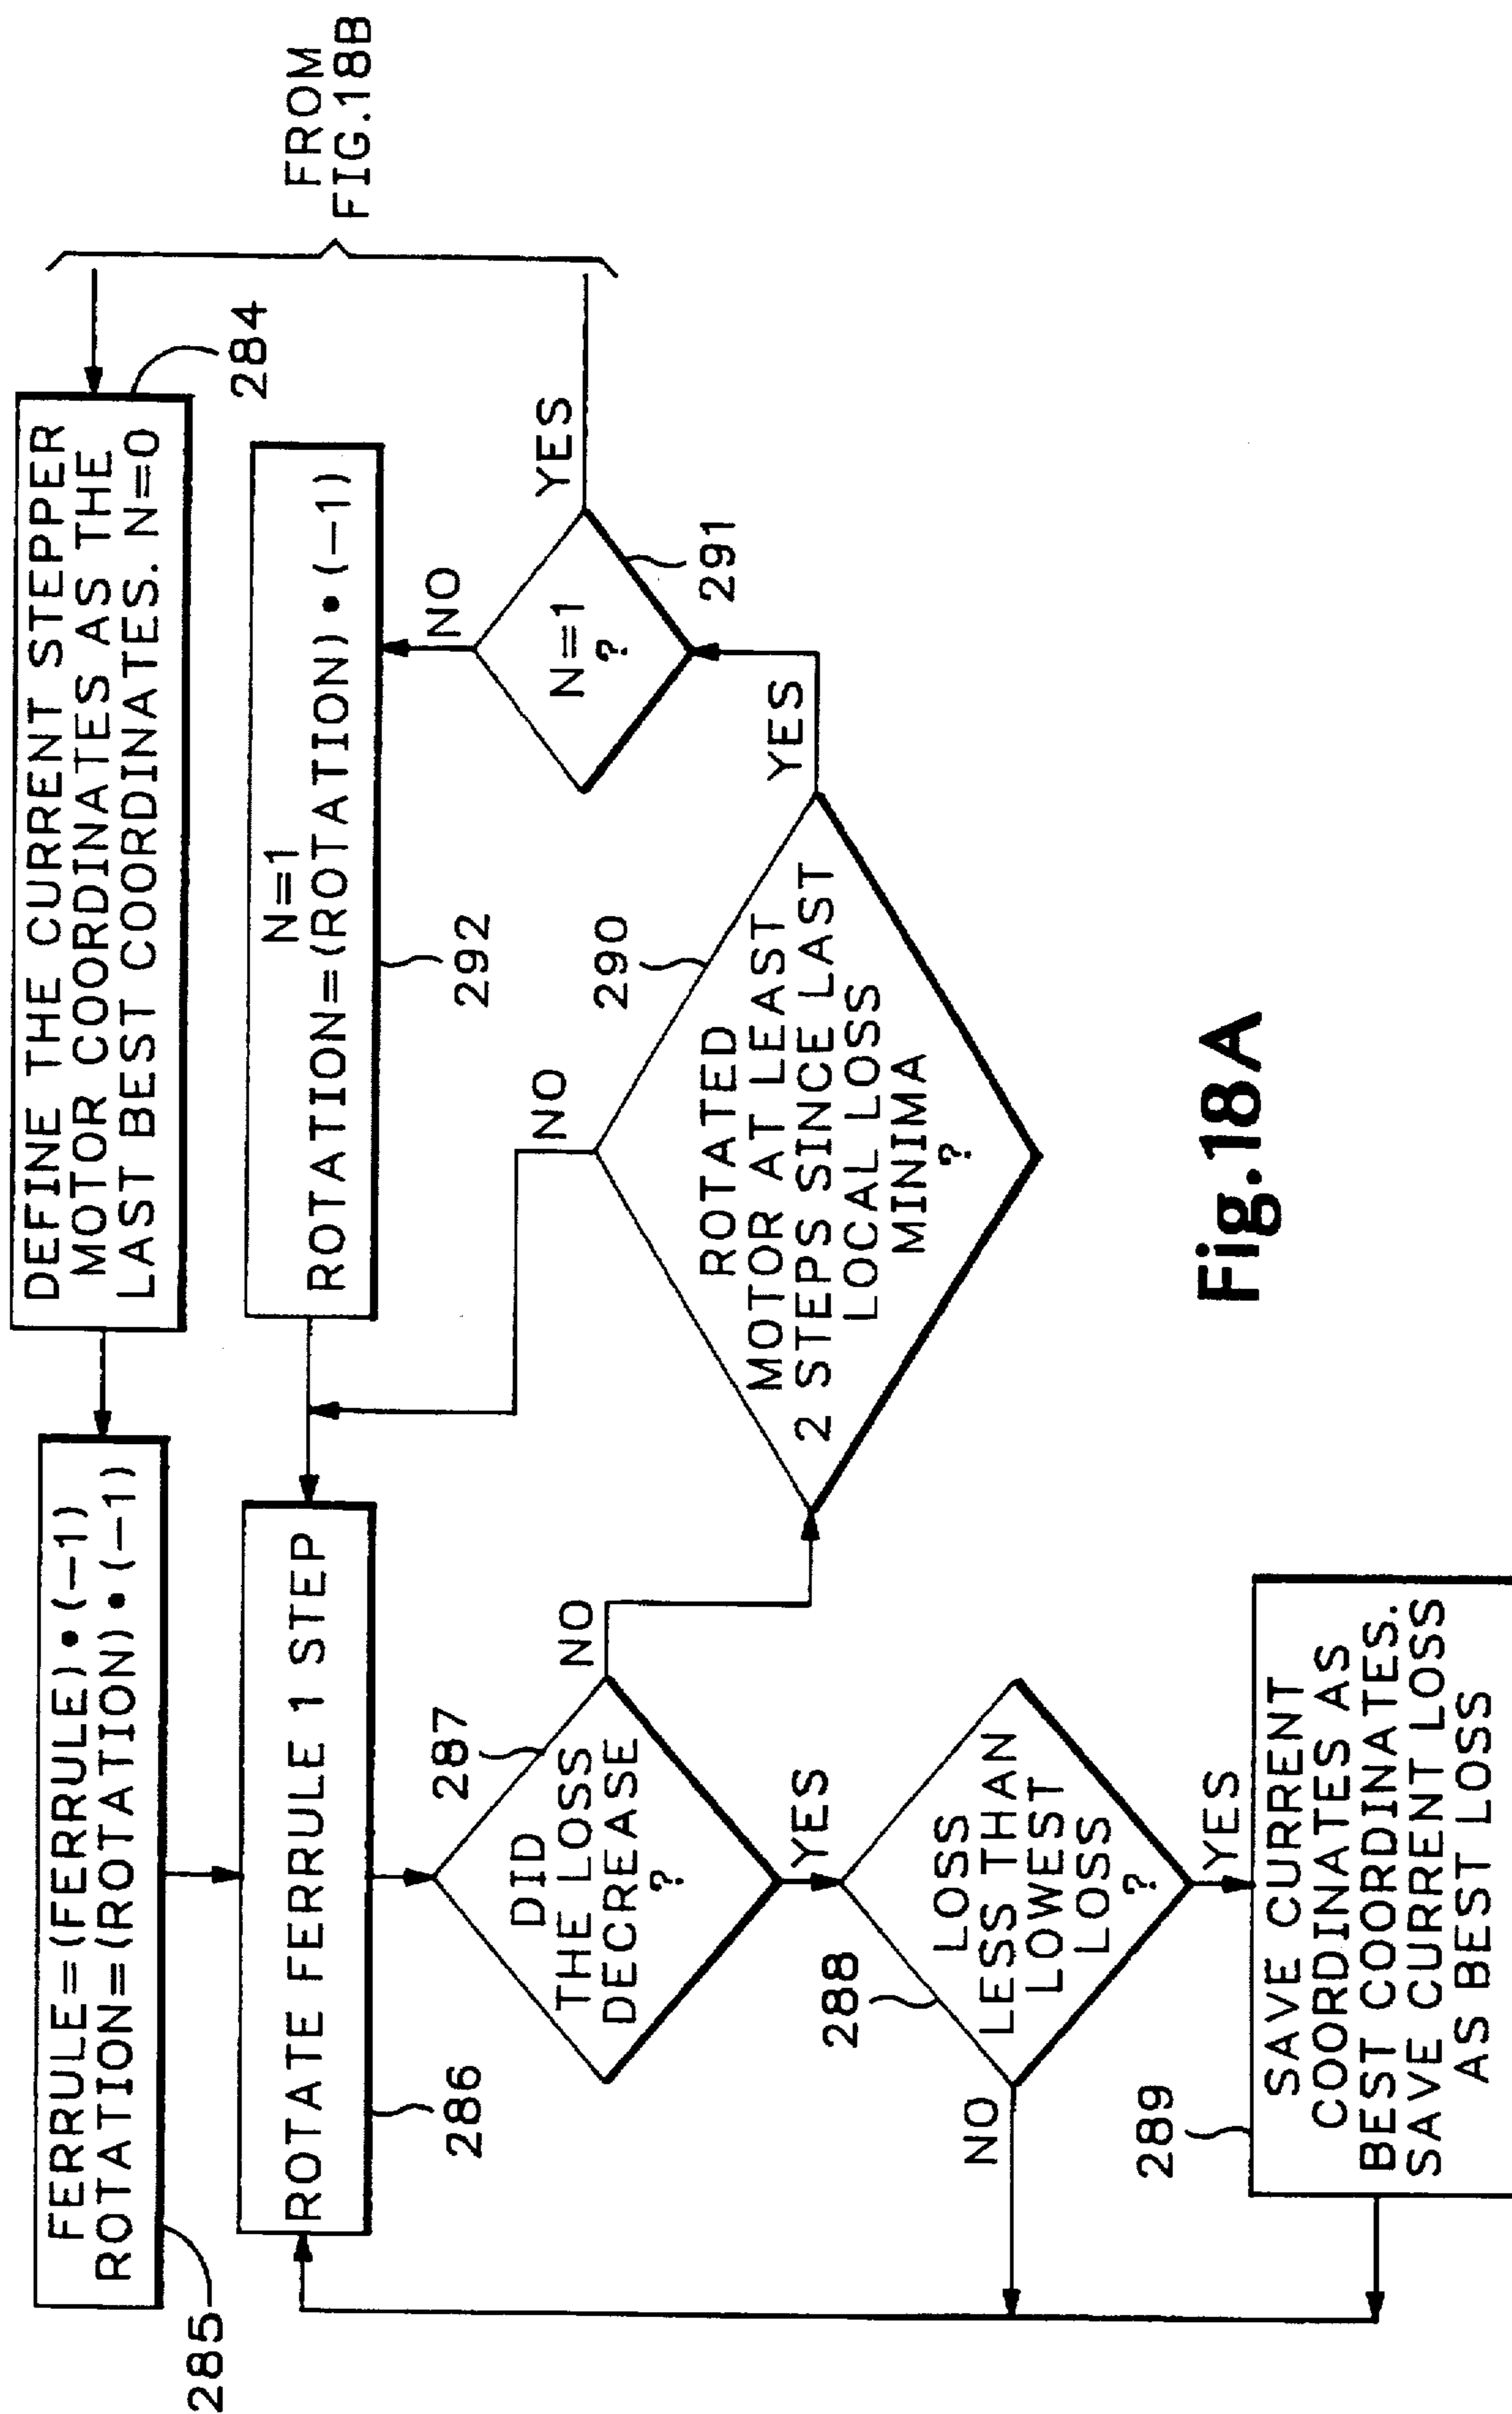 FROM
FIG.18B
DEFINE THE CURRENT STEPPER
MOTOR COORDINATES AS THE
LAST BEST COORDINATES. N=0
284
FERRULE=(FERRULE)•(−1)
ROTATION=(ROTATION)•(−1)
285
ROTATE FERRULE 1 STEP
286
N=1
ROTATION=(ROTATION)•(−1)
292
DID
THE LOSS
DECREASE
?
287
NO
YES
LOSS
LESS THAN
LOWEST
LOSS
?
288
NO
YES
SAVE CURRENT
COORDINATES AS
BEST COORDINATES.
SAVE CURRENT LOSS
AS BEST LOSS
289
ROTATED
MOTOR AT LEAST
2 STEPS SINCE LAST
LOCAL LOSS
MINIMA
?
290
NO
YES
N=1
?
291
NO
YES
Fig.18A